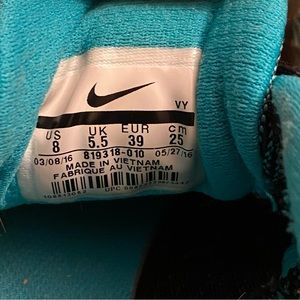 VY
US UK EUR cm
8 5.5 39 25
03/08/16 819318-010 05/27/16
MADE IN VIETNAM
FABRIQUE AU VIETNAM
UPC